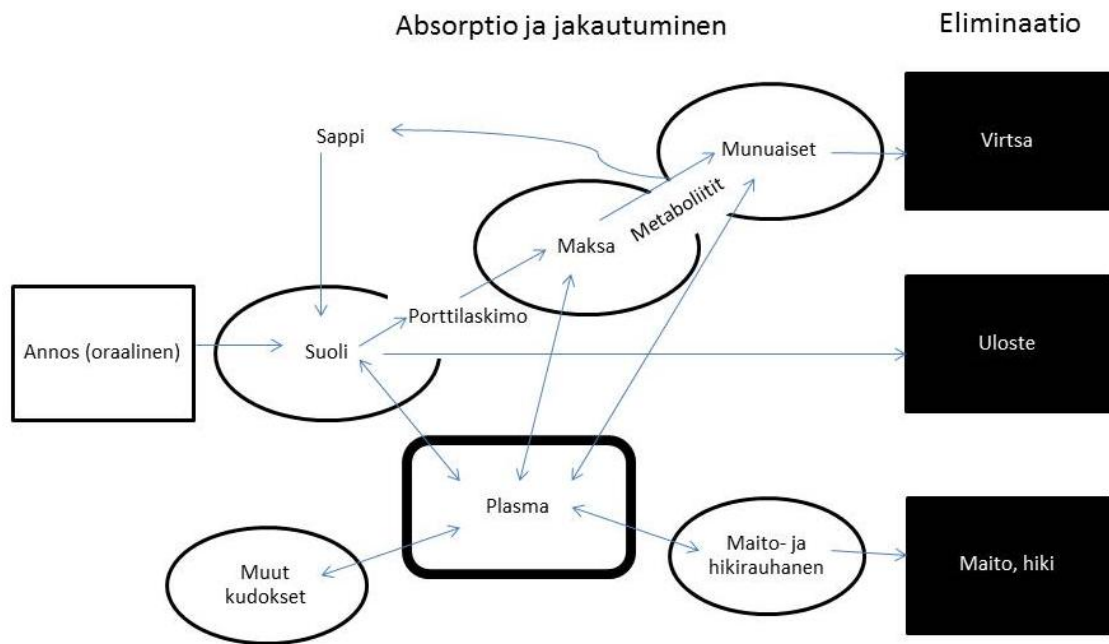 Absorptio ja jakautuminen
Eliminaatio
Sappi
Munuaiset
Virtsa
Metaboliitit
Maksa
Porttilaskimo
Annos (oraalinen)
Suoli
Uloste
Plasma
Muut
kudokset
Maito- ja
hikirauhanen
Maito, hiki